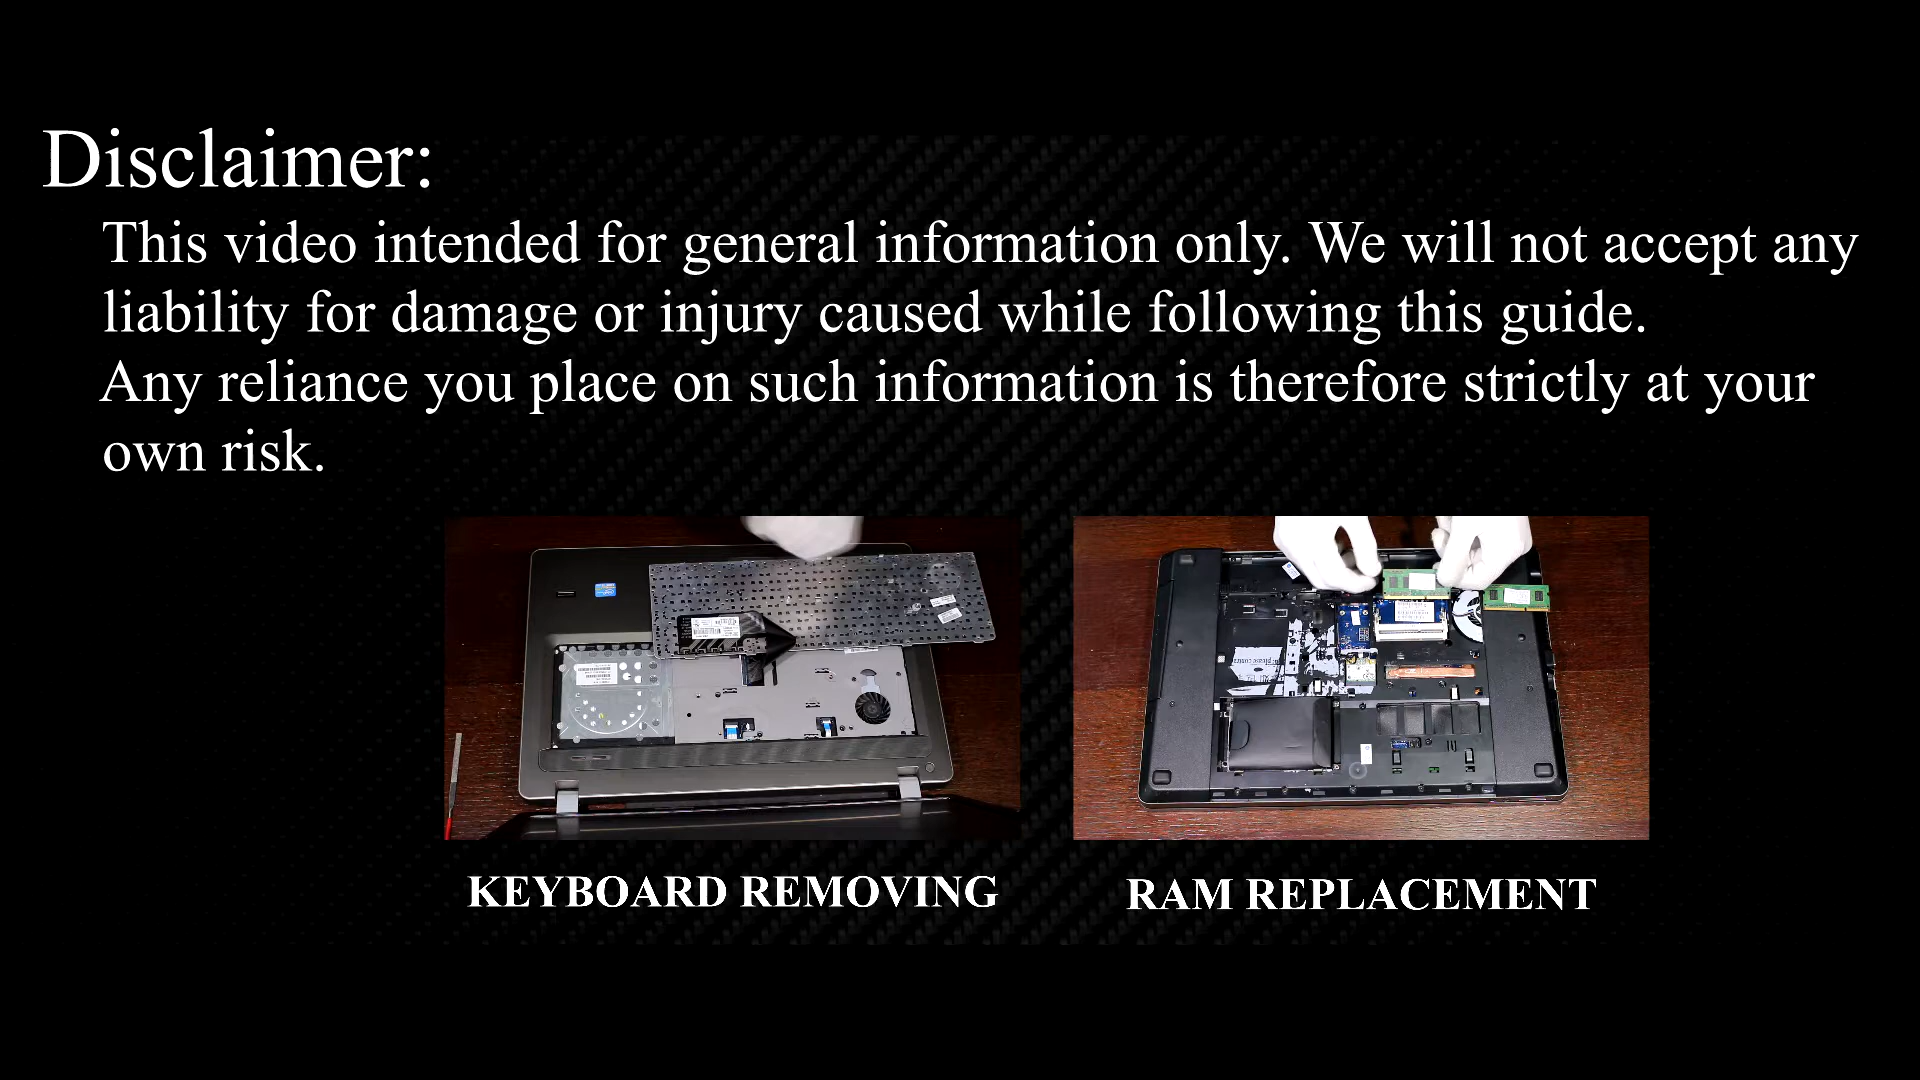 Disclaimer:
This video intended for general information only. We will not accept any
liability for damage or injury caused while following this guide.
Any reliance you place on such information is therefore strictly at your
own risk.
KEYBOARD REMOVING
RAM REPLACEMENT